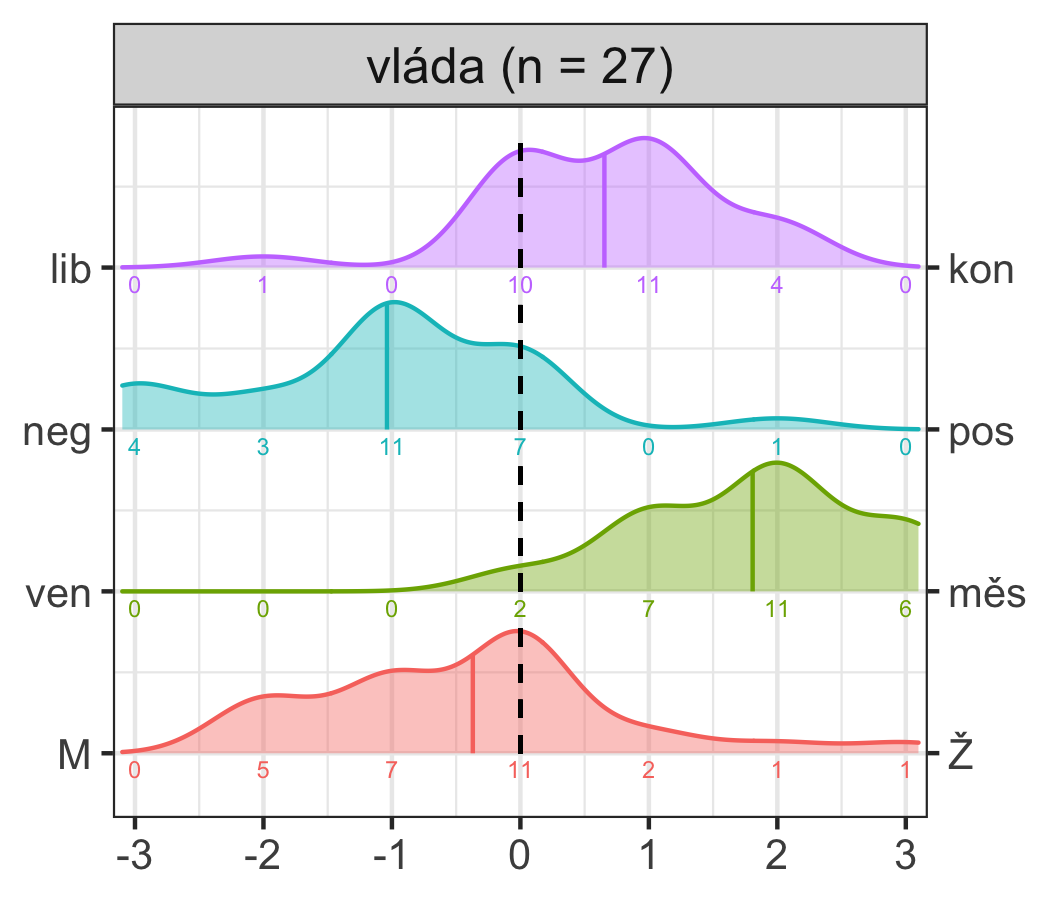 vláda (n = 27)
lib kon
0 1 0 10 11 4 0
neg pos
4 3 11 7 0 1 0
ven měs
0 0 0 2 7 11 6
M Ž
0 5 7 11 2 1 1
-3 -2 -1 0 1 2 3